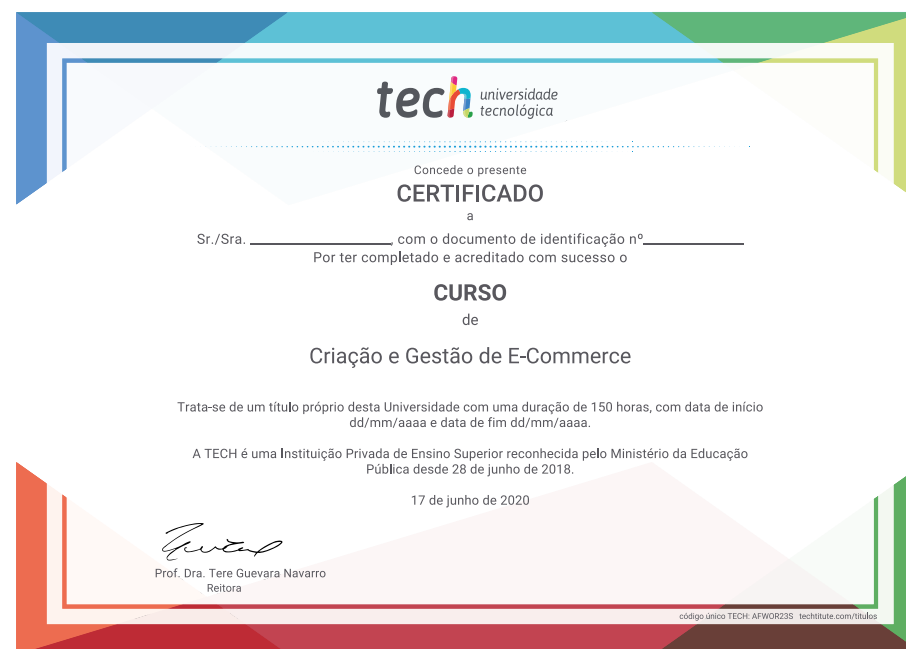 tech universidade
tecnológica
Concede o presente
CERTIFICADO
a
Sr./Sra. ____________________, com o documento de identificação nº______________
Por ter completado e acreditado com sucesso o
CURSO
de
Criação e Gestão de E-Commerce
Trata-se de um título próprio desta Universidade com uma duração de 150 horas, com data de início
dd/mm/aaaa e data de fim dd/mm/aaaa.
A TECH é uma Instituição Privada de Ensino Superior reconhecida pelo Ministério da Educação
Pública desde 28 de junho de 2018.
17 de junho de 2020
Prof. Dra. Tere Guevara Navarro
Reitora
código único TECH: AFWOR23S techtitute.com/titulos